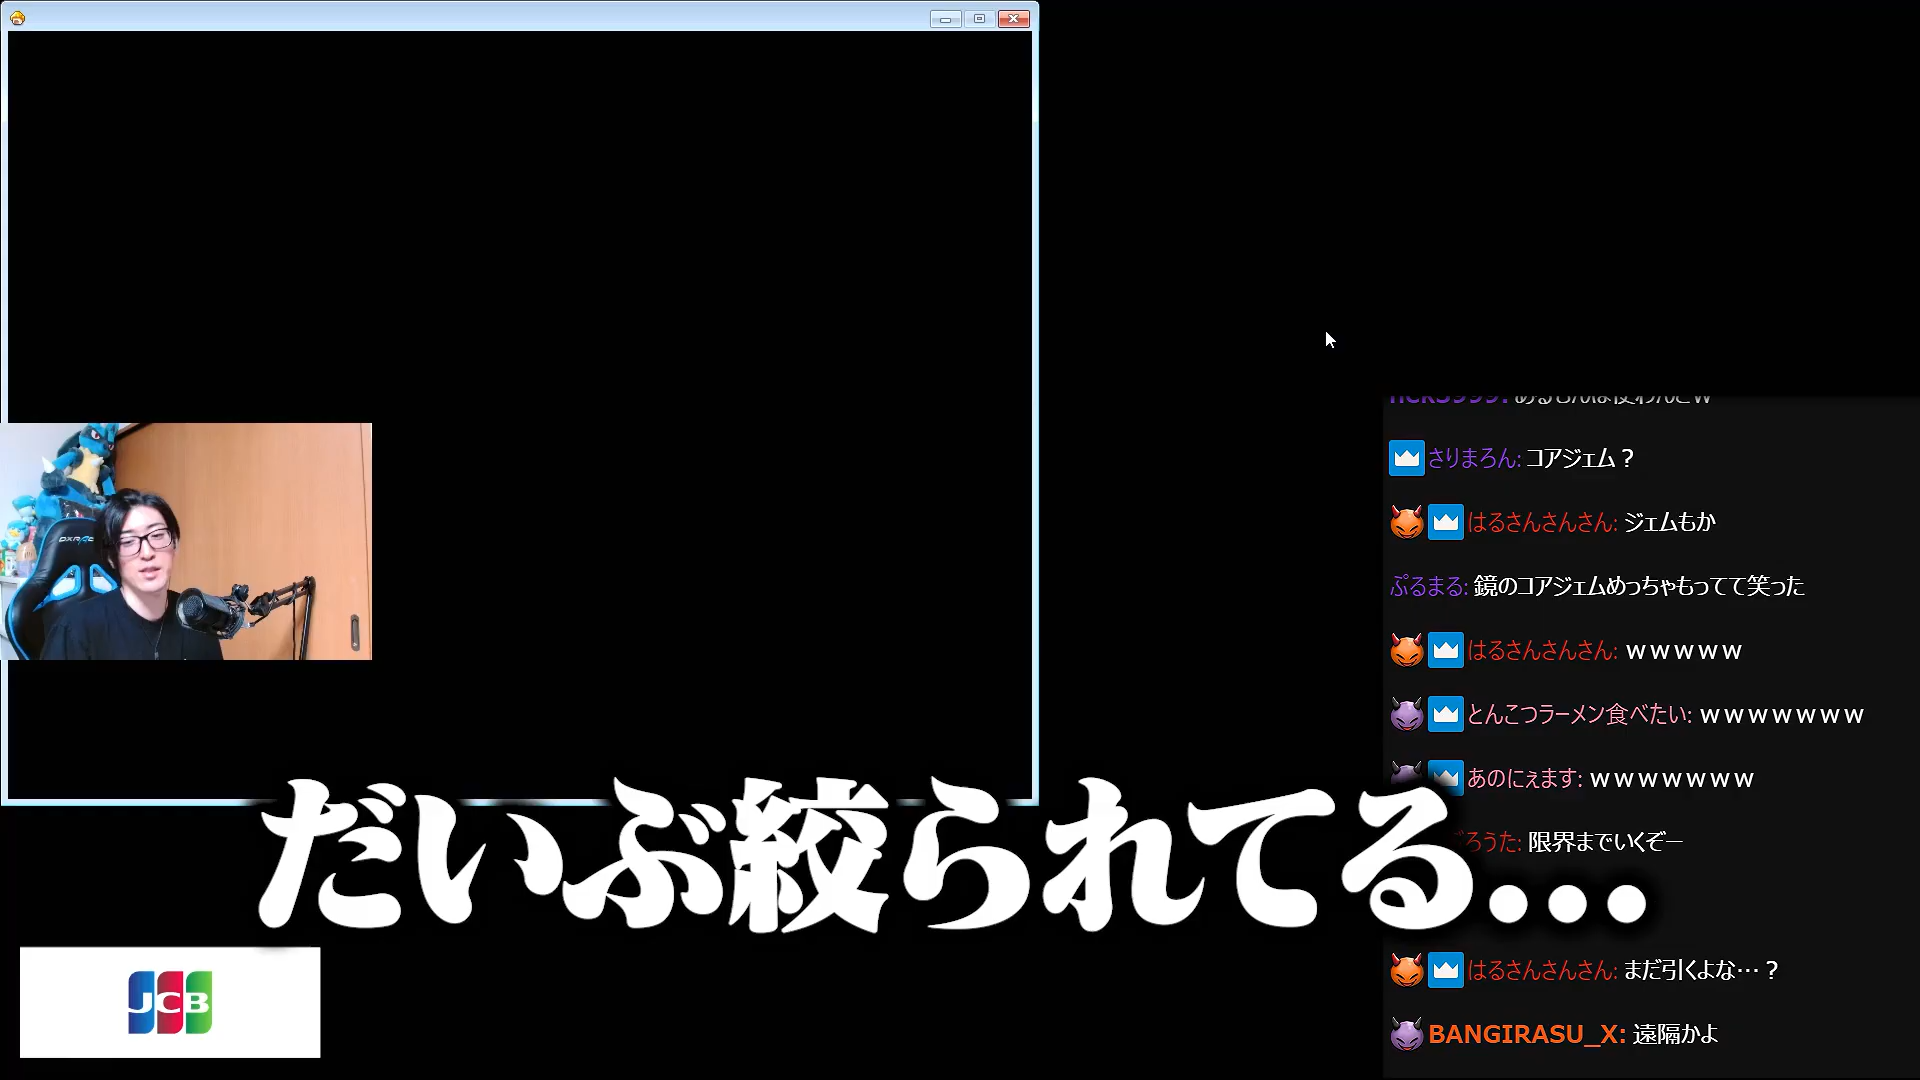 さりまろん: コアジェム？
はるさんさんさん: ジェムもか
ぷるまる: 鏡のコアジェムめっちゃもってて笑った
はるさんさんさん: ｗｗｗｗｗ
DXRAC
とんこつラーメン食べたい: ｗｗｗｗｗｗｗ
あのにぇます: ｗｗｗｗｗｗｗ
ごろうた: 限界までいくぞー
だいぶ絞られてる...
はるさんさんさん: まだ引くよな…？
JCB
BANGIRASU_X: 遠隔かよ